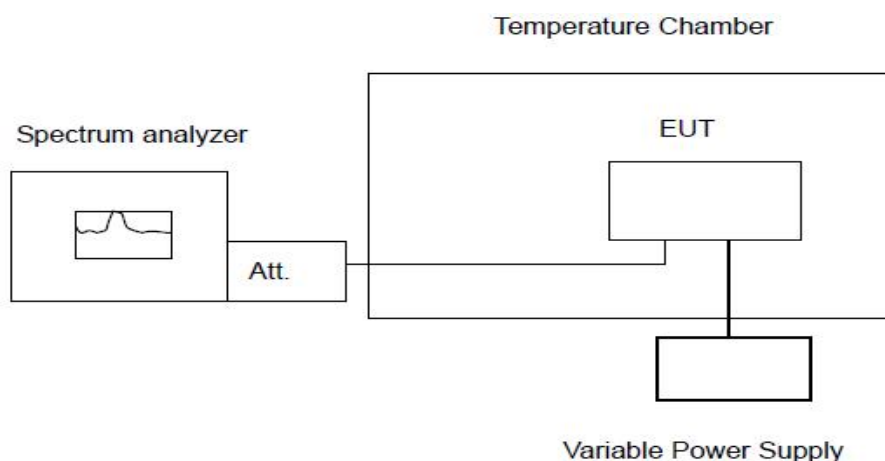 Temperature Chamber
Spectrum analyzer
EUT
Att.
Variable Power Supply